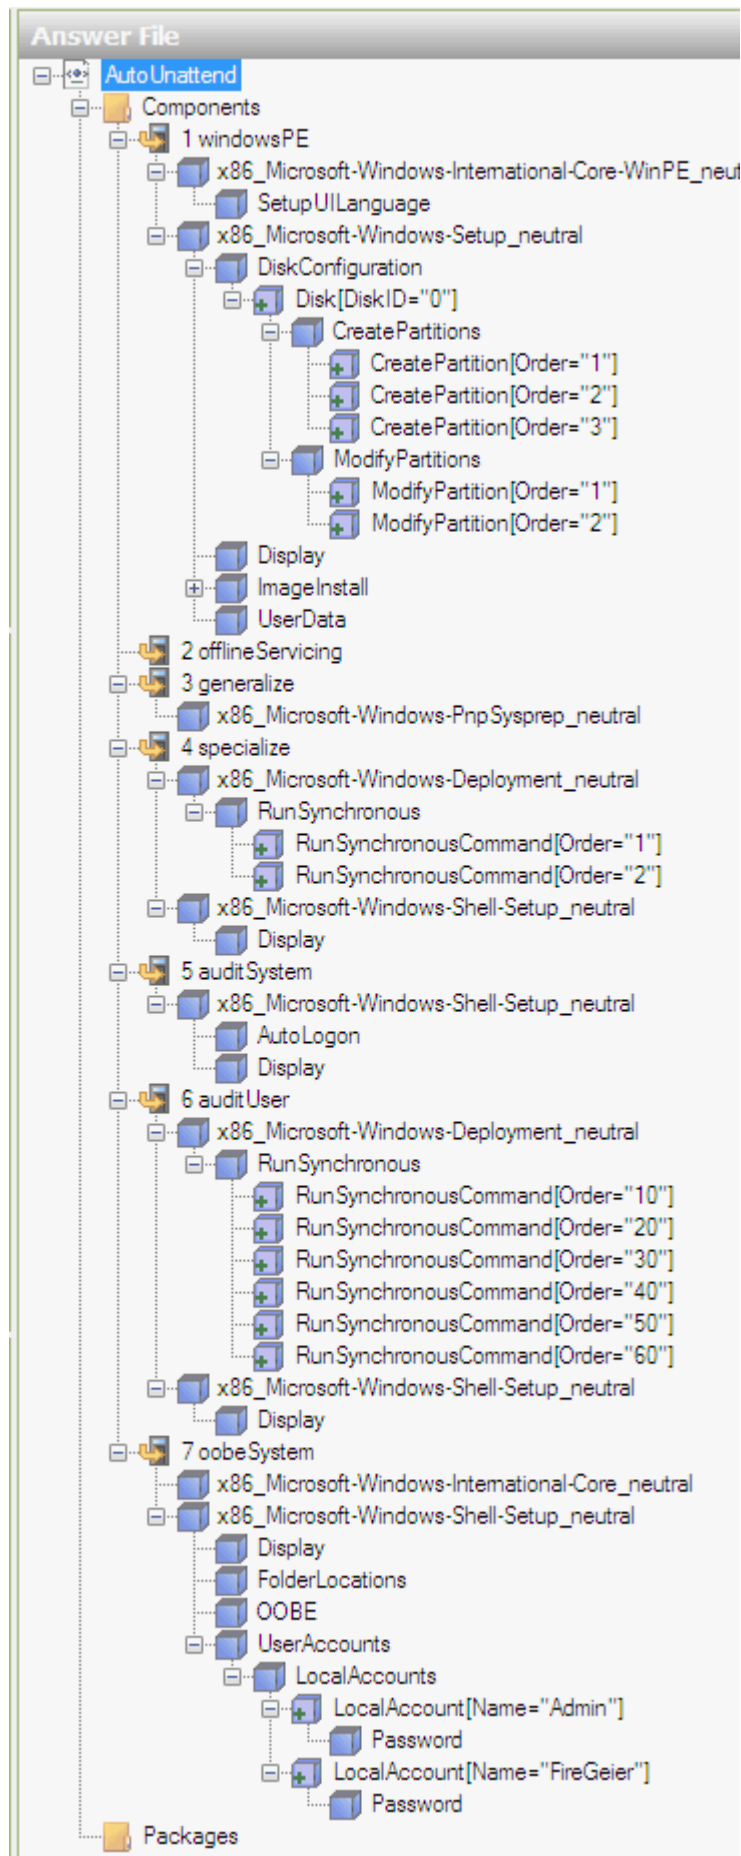 Answer File
AutoUnattend
Components
1 windowsPE
x86_Microsoft-Windows-International-Core-WinPE_neut
SetupUILanguage
x86_Microsoft-Windows-Setup_neutral
DiskConfiguration
Disk[DiskID="0"]
CreatePartitions
CreatePartition[Order="1"]
CreatePartition[Order="2"]
CreatePartition[Order="3"]
ModifyPartitions
ModifyPartition[Order="1"]
ModifyPartition[Order="2"]
Display
ImageInstall
UserData
2 offlineServicing
3 generalize
x86_Microsoft-Windows-PnpSysprep_neutral
4 specialize
x86_Microsoft-Windows-Deployment_neutral
RunSynchronous
RunSynchronousCommand[Order="1"]
RunSynchronousCommand[Order="2"]
x86_Microsoft-Windows-Shell-Setup_neutral
Display
5 auditSystem
x86_Microsoft-Windows-Shell-Setup_neutral
AutoLogon
Display
6 auditUser
x86_Microsoft-Windows-Deployment_neutral
RunSynchronous
RunSynchronousCommand[Order="10"]
RunSynchronousCommand[Order="20"]
RunSynchronousCommand[Order="30"]
RunSynchronousCommand[Order="40"]
RunSynchronousCommand[Order="50"]
RunSynchronousCommand[Order="60"]
x86_Microsoft-Windows-Shell-Setup_neutral
Display
7 oobeSystem
x86_Microsoft-Windows-International-Core_neutral
x86_Microsoft-Windows-Shell-Setup_neutral
Display
FolderLocations
OOBE
UserAccounts
LocalAccounts
LocalAccount[Name="Admin"]
Password
LocalAccount[Name="FireGeier"]
Password
Packages